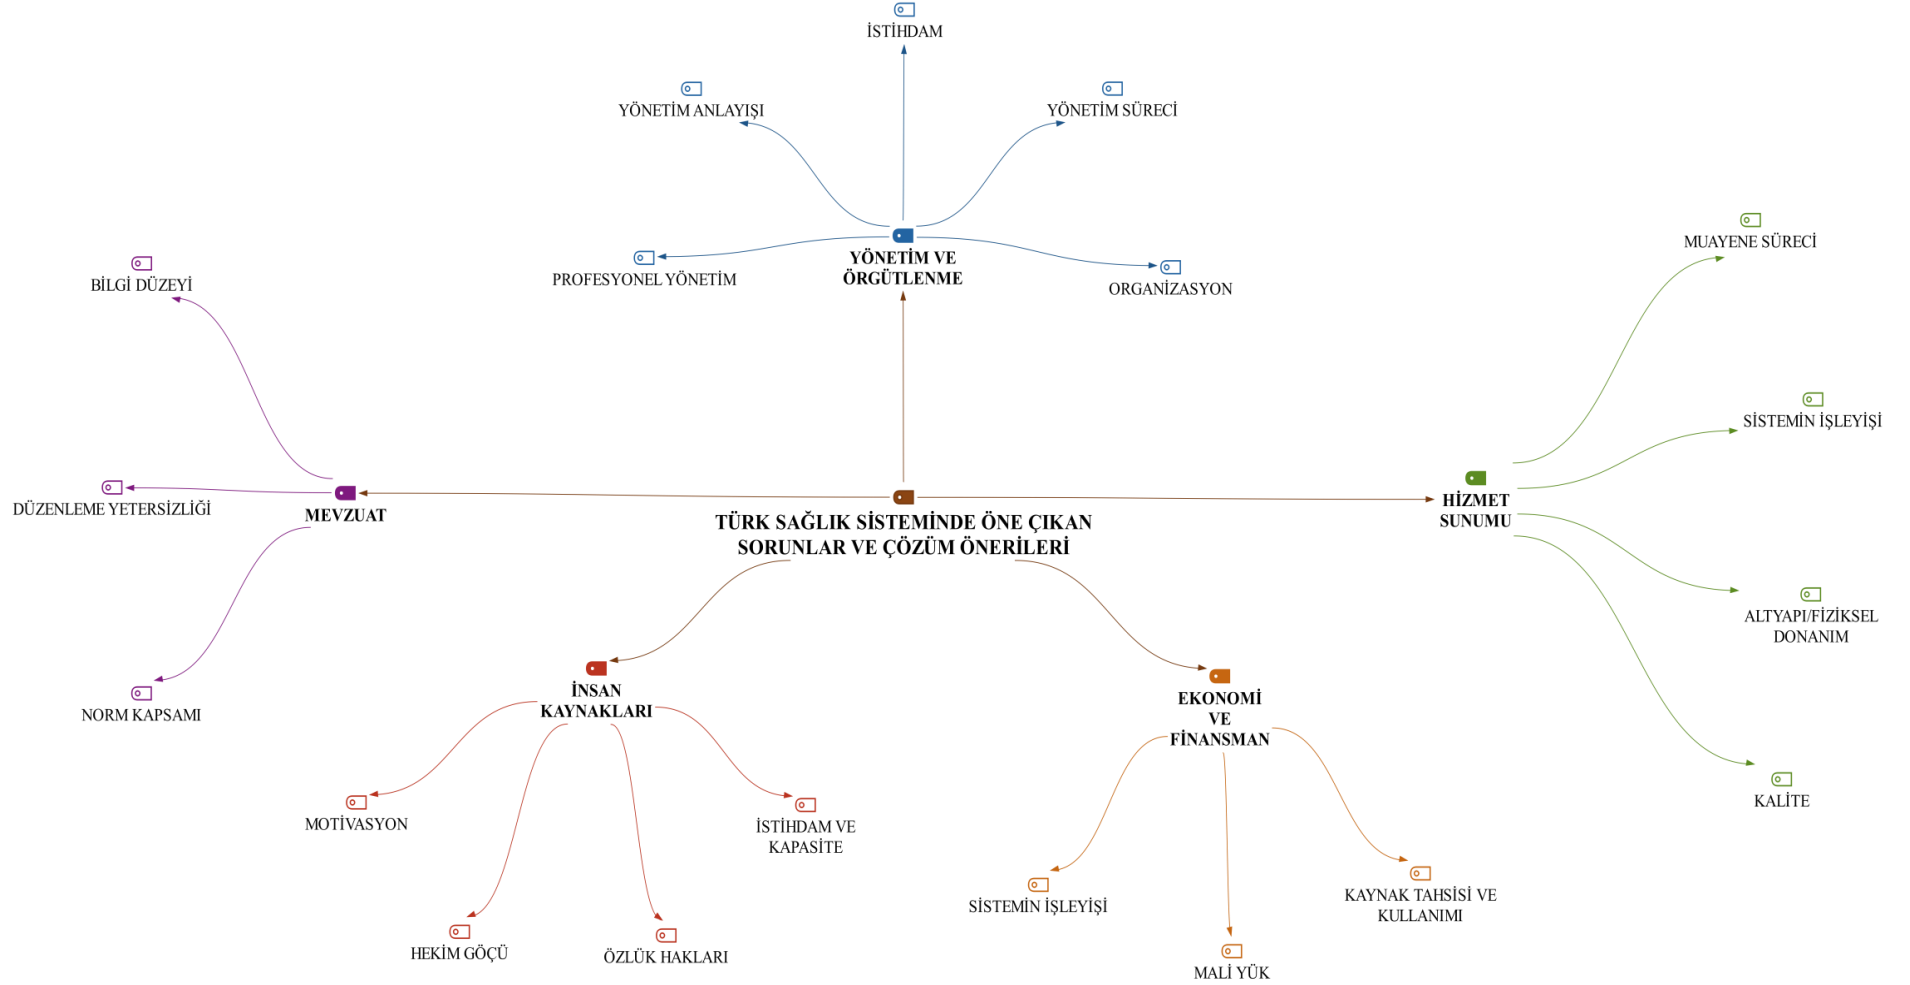 İSTİHDAM
YÖNETİM ANLAYIŞI
YÖNETİM SÜRECİ
YÖNETİM VE
ÖRGÜTLENME
PROFESYONEL YÖNETİM
ORGANİZASYON
MUAYENE SÜRECİ
SİSTEMİN İŞLEYİŞİ
HİZMET
SUNUMU
ALTYAPI/FİZİKSEL
DONANIM
KALİTE
BİLGİ DÜZEYİ
DÜZENLEME YETERSİZLİĞİ
MEVZUAT
NORM KAPSAMI
TÜRK SAĞLIK SİSTEMİNDE ÖNE ÇIKAN
SORUNLAR VE ÇÖZÜM ÖNERİLERİ
İNSAN
KAYNAKLARI
MOTİVASYON
İSTİHDAM VE
KAPASİTE
HEKİM GÖÇÜ
ÖZLÜK HAKLARI
EKONOMİ
VE
FİNANSMAN
SİSTEMİN İŞLEYİŞİ
KAYNAK TAHSİSİ VE
KULLANIMI
MALİ YÜK